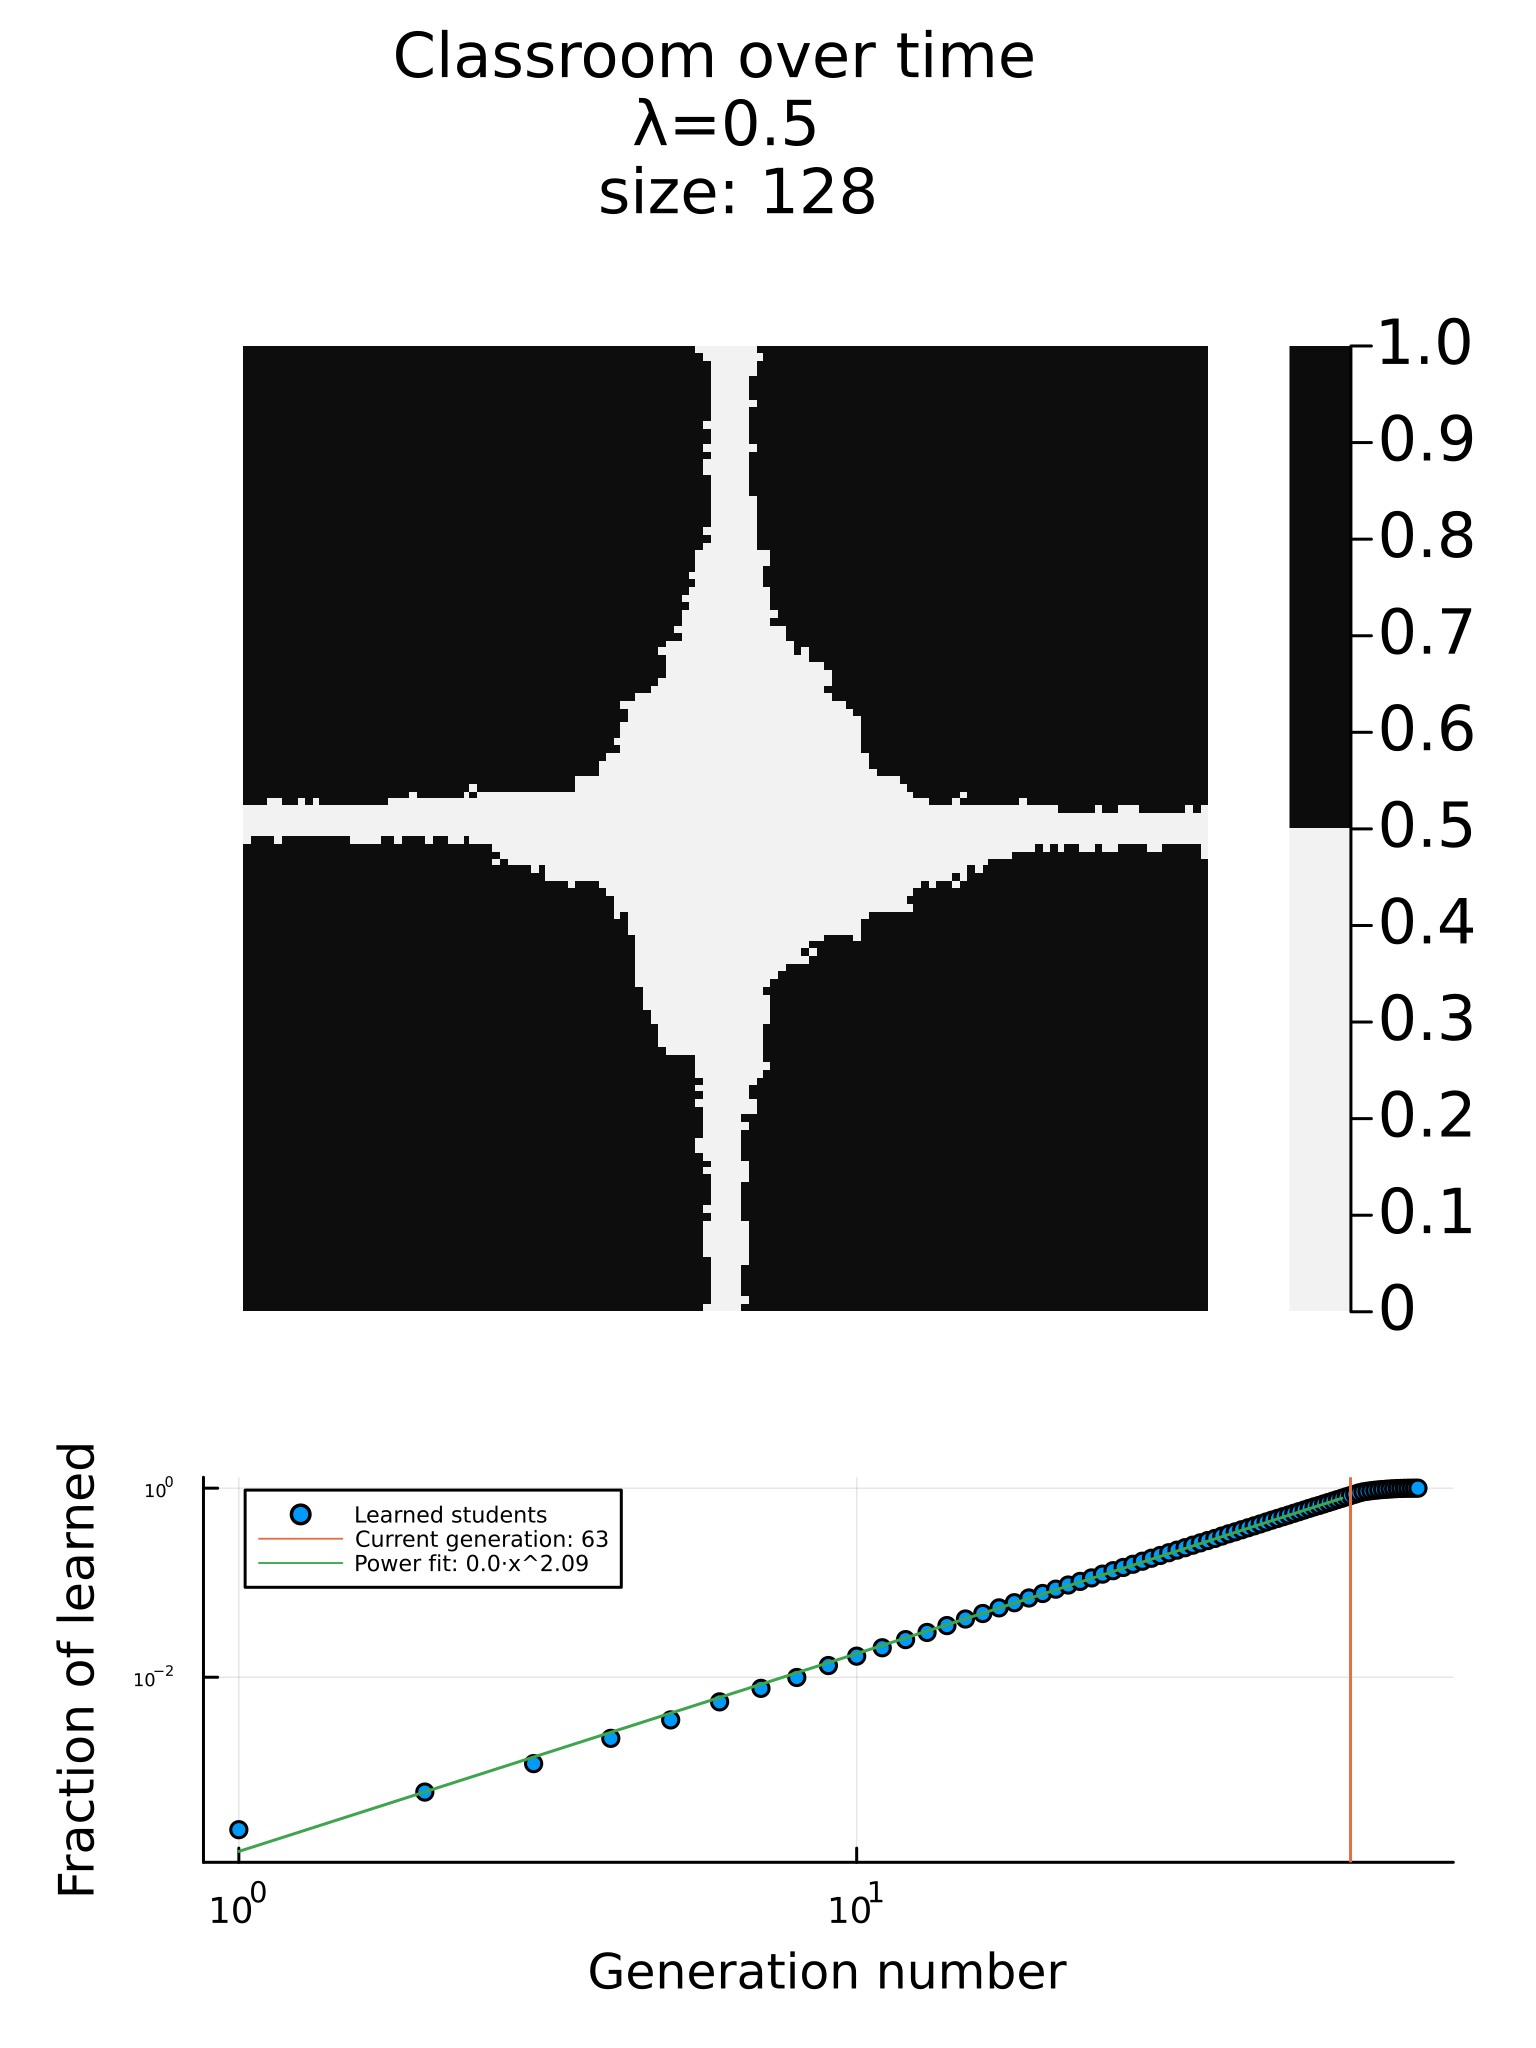 Classroom over time
λ=0.5
size: 128
1.0
0.9
0.8
0.7
0.6
0.5
0.4
0.3
0.2
0.1
0
Fraction of learned
10^0
10^-2
Learned students
Current generation: 63
Power fit: 0.0·x^2.09
10^0
10^1
Generation number